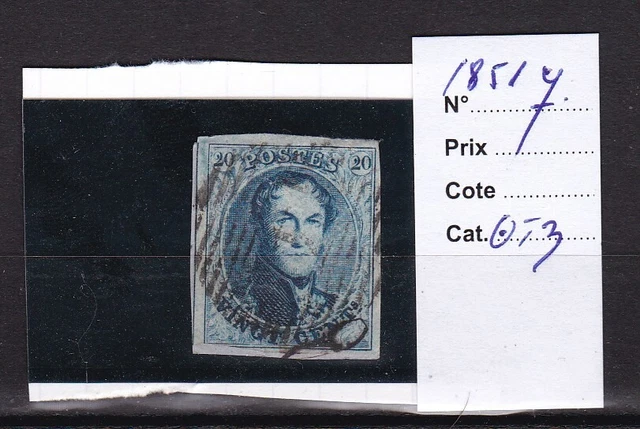 20 POSTES 20
VINGT CENTs.
1851
N°
7.
Prix
Cote
Cat.